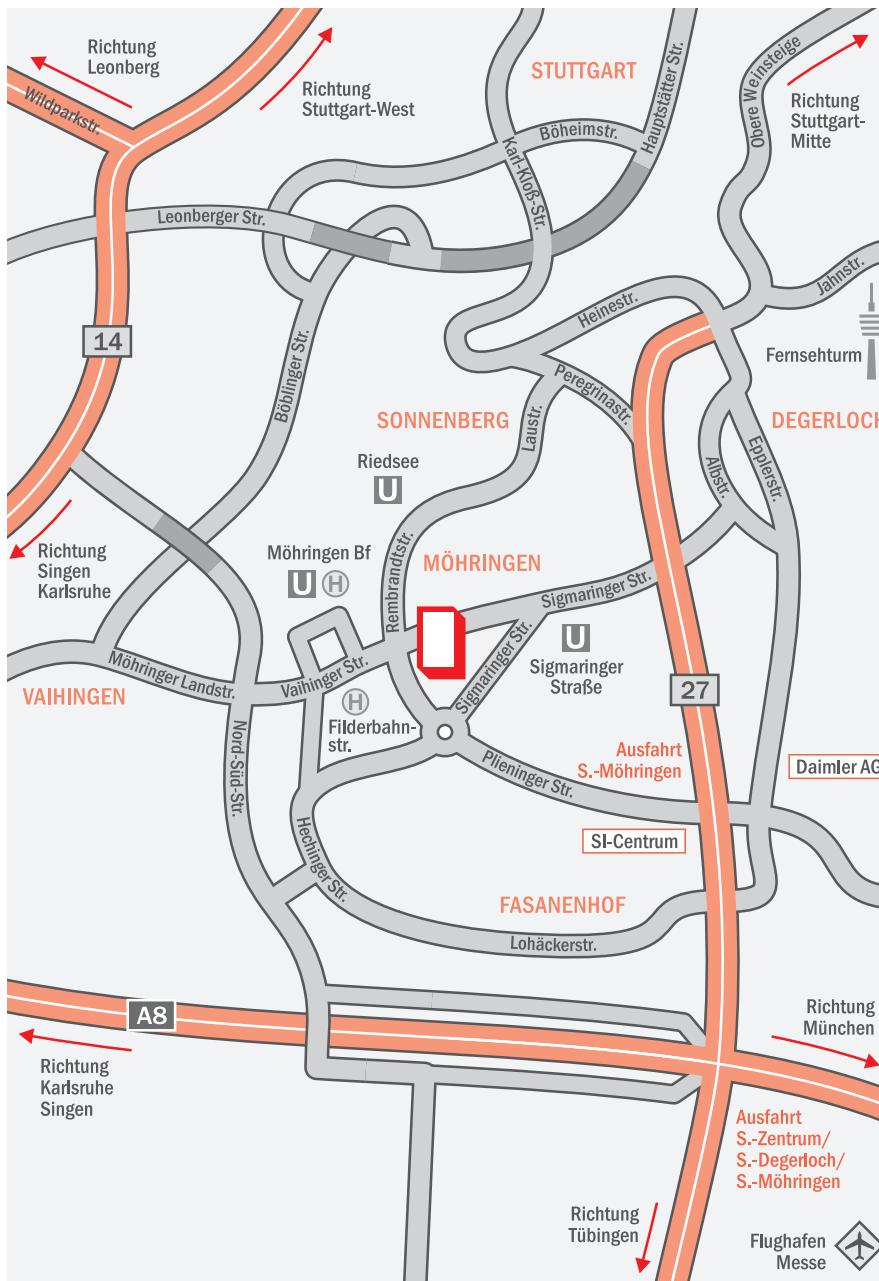 Richtung
Leonberg
Wildparkstr.
Richtung
Stuttgart-West
STUTTGART
Hauptstätter Str.
Böheimstr.
Karl-Kloß-Str.
Obere Weinsteige
Richtung
Stuttgart-
Mitte
Leonberger Str.
14
Böblinger Str.
Heinestr.
Jahnstr.
Fernsehturm
Peregrinastr.
SONNENBERG
Laustr.
DEGERLOCH
Epplerstr.
Albstr.
Riedsee
U
Richtung
Singen
Karlsruhe
Möhringen Bf
U H
Rembrandtstr.
MÖHRINGEN
Sigmaringer Str.
Sigmaringer Str.
U
Sigmaringer
Straße
Möhringer Landstr.
Vaihinger Str.
VAIHINGEN
H
Filderbahn-
str.
27
Nord-Süd-Str.
Plieninger Str.
Ausfahrt
S.-Möhringen
Daimler AG
SI-Centrum
Hechinger Str.
FASANENHOF
Lohäckerstr.
A8
Richtung
München
Richtung
Karlsruhe
Singen
Ausfahrt
S.-Zentrum/
S.-Degerloch/
S.-Möhringen
Richtung
Tübingen
Flughafen
Messe